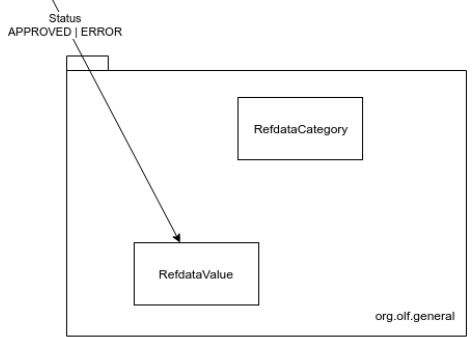 Status
APPROVED | ERROR
RefdataCategory
RefdataValue
org.olf.general